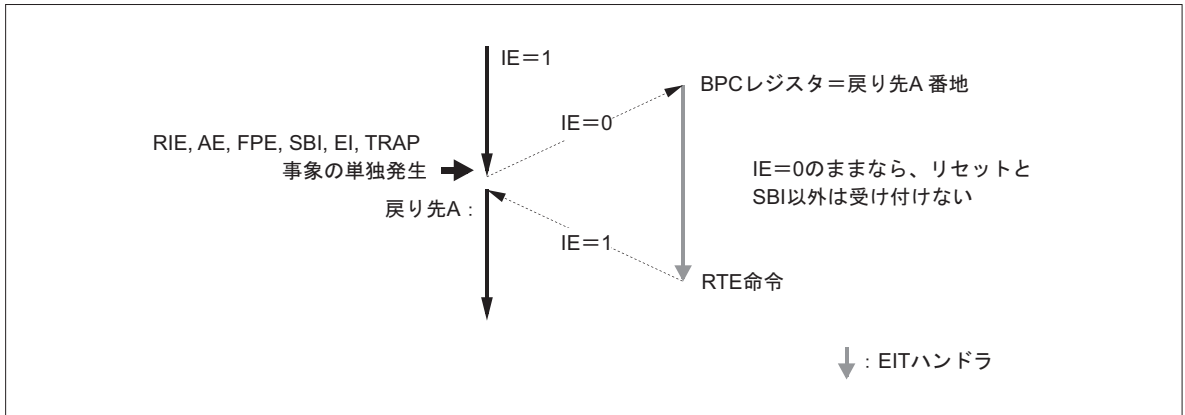 IE＝1
BPCレジスタ＝戻り先A 番地
IE＝0
RIE, AE, FPE, SBI, EI, TRAP
事象の単独発生
IE＝0のままなら、リセットと
SBI以外は受け付けない
戻り先A：
IE＝1
RTE命令
：EITハンドラ